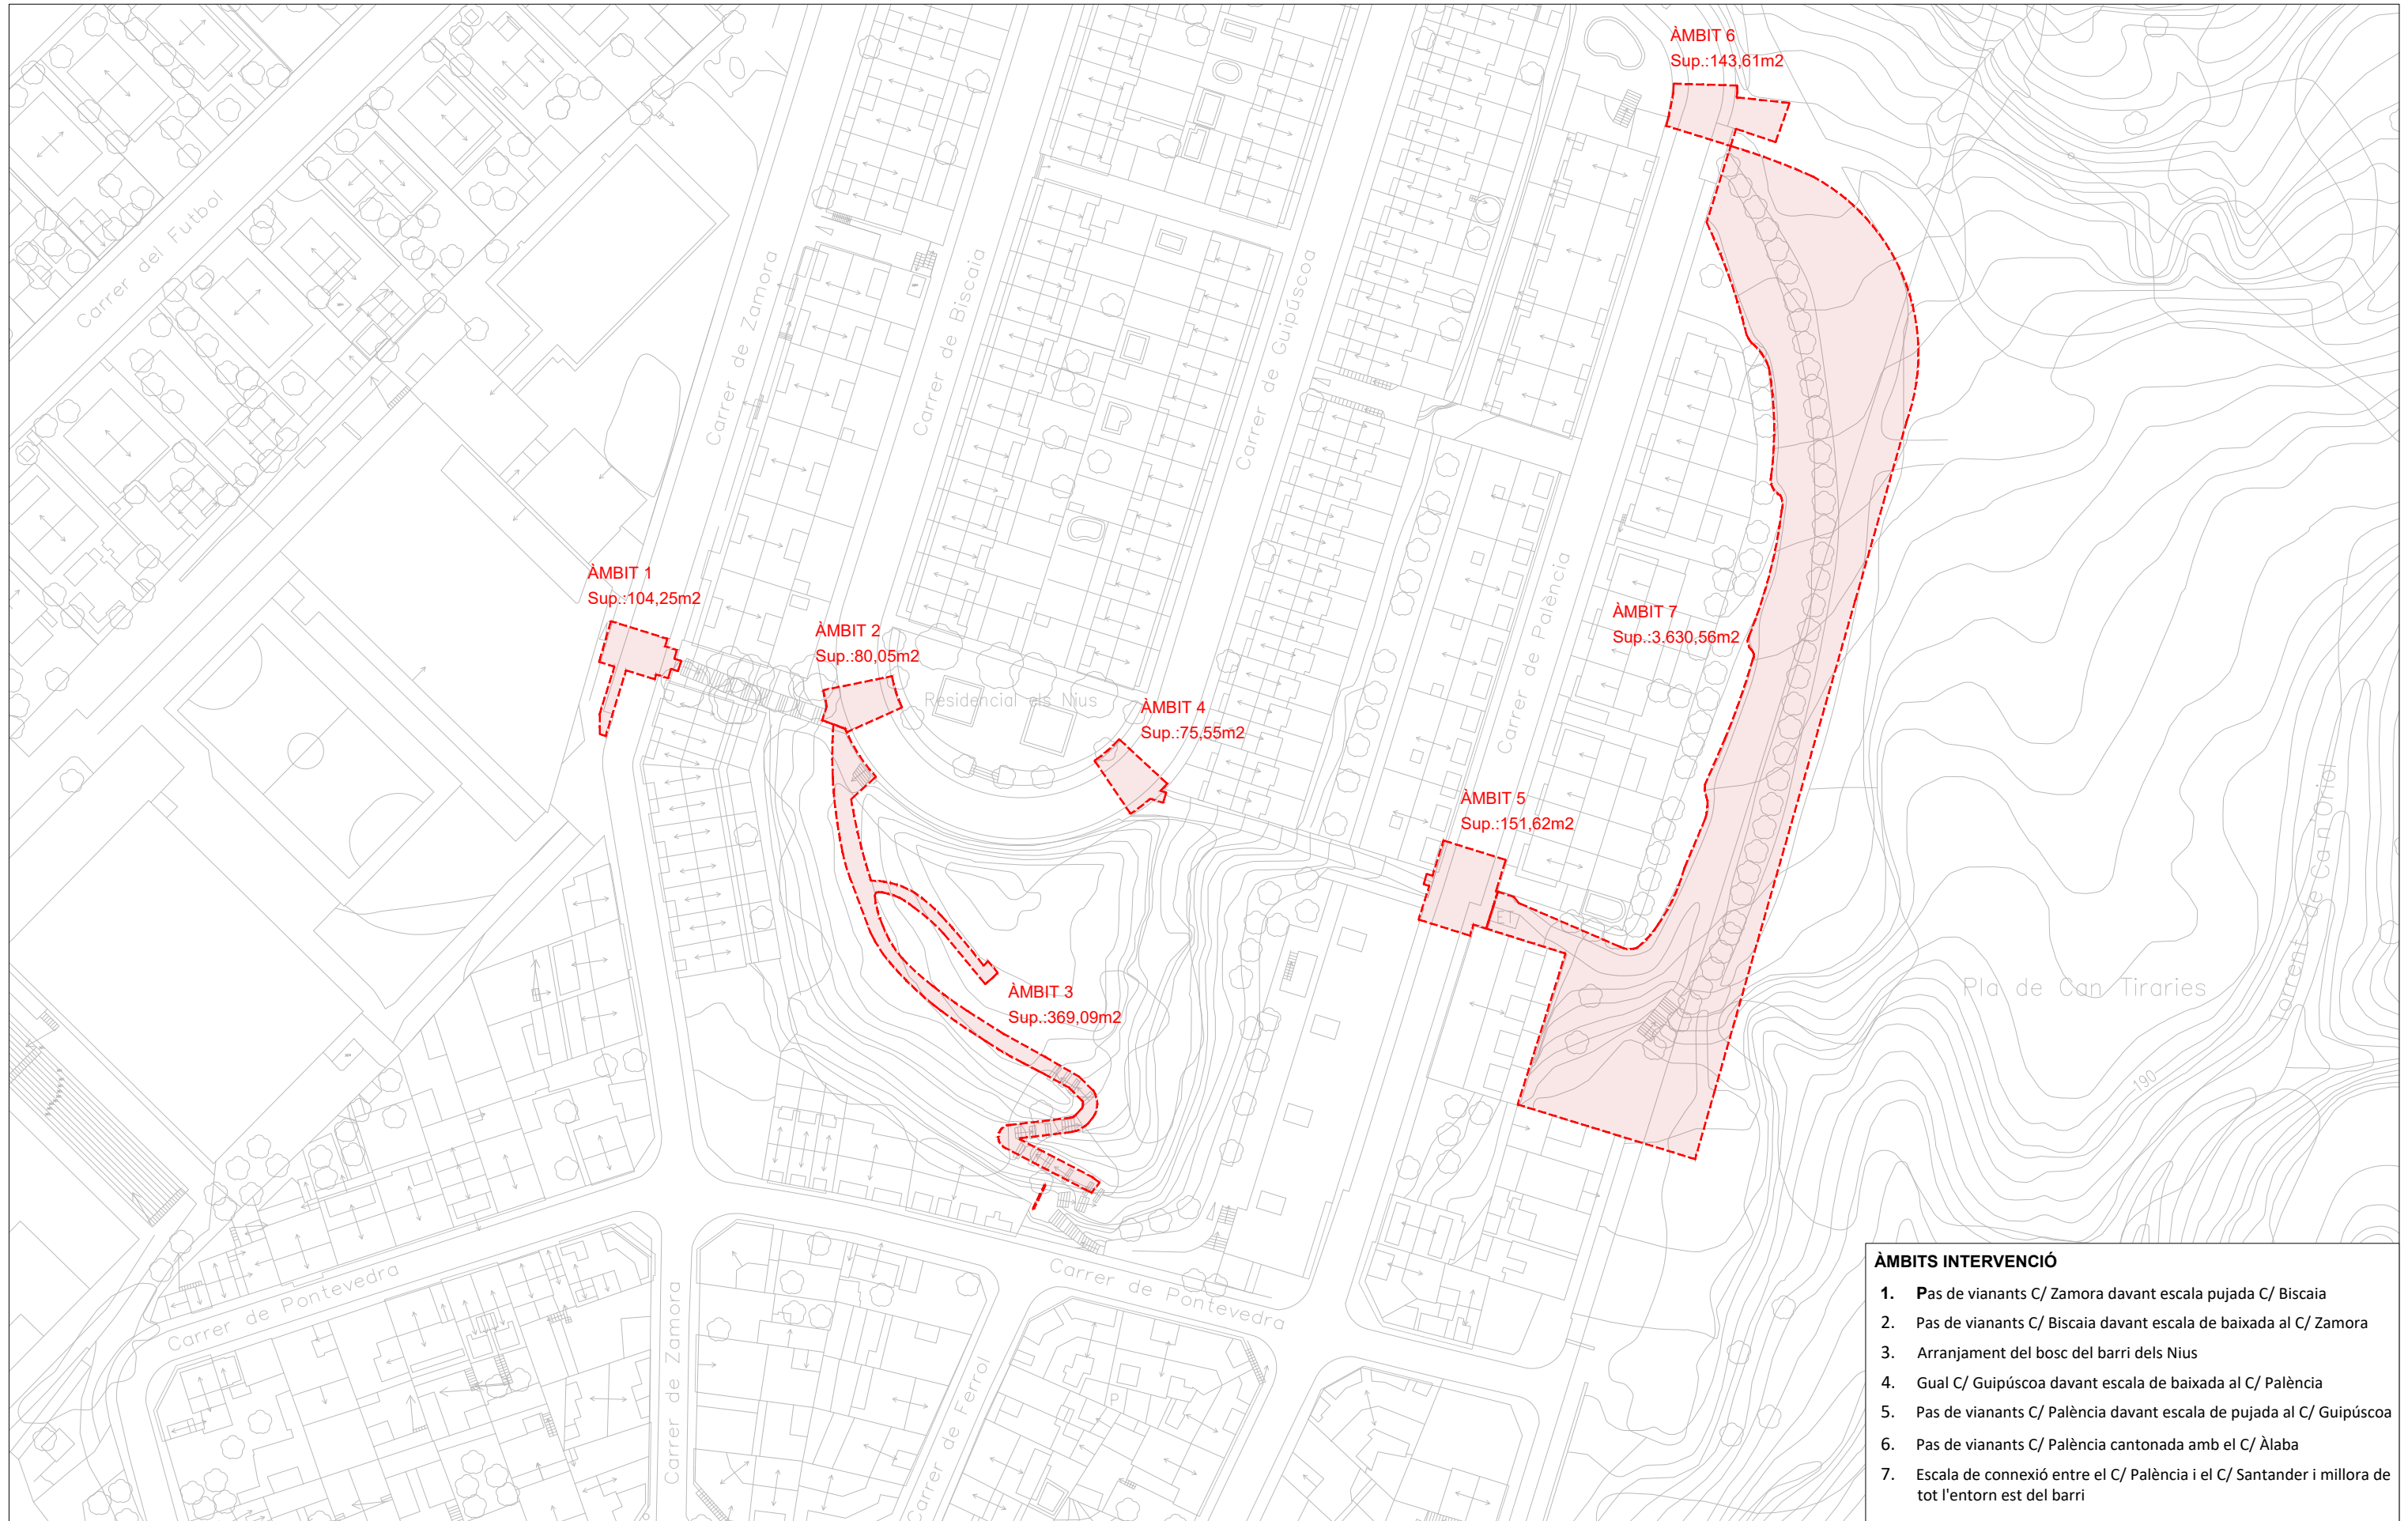 ÀMBIT 6
Sup.:143,61m2
Carrer del Futbal
Carrer de Zamora
Carrer de Biscaia
Carrer de Guipúscoa
ÀMBIT 1
Sup.:104,25m2
ÀMBIT 2
Sup.:80,05m2
Residencial els Nius
ÀMBIT 4
Sup.:75,55m2
Carrer de Palència
ÀMBIT 7
Sup.:3.630,56m2
ÀMBIT 5
Sup.:151,62m2
ET
ÀMBIT 3
Sup.:369,09m2
Pla de Can Tiraries
Torrent de canoriol
190
Carrer de Pontevedra
Carrer de Zamora
Carrer de Ferrol
Carrer de Pontevedra
P
ÀMBITS INTERVENCIÓ
1. Pas de vianants C/ Zamora davant escala pujada C/ Biscaia
2. Pas de vianants C/ Biscaia davant escala de baixada al C/ Zamora
3. Arranjament del bosc del barri dels Nius
4. Gual C/ Guipúscoa davant escala de baixada al C/ Palència
5. Pas de vianants C/ Palència davant escala de pujada al C/ Guipúscoa
6. Pas de vianants C/ Palència cantonada amb el C/ Àlaba
7. Escala de connexió entre el C/ Palència i el C/ Santander i millora de
tot l'entorn est del barri